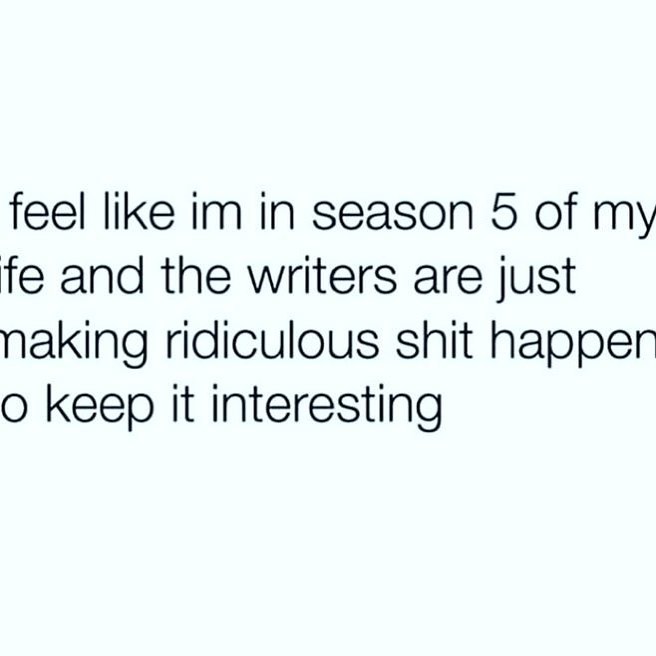 feel like im in season 5 of my
ife and the writers are just
making ridiculous shit happen
o keep it interesting